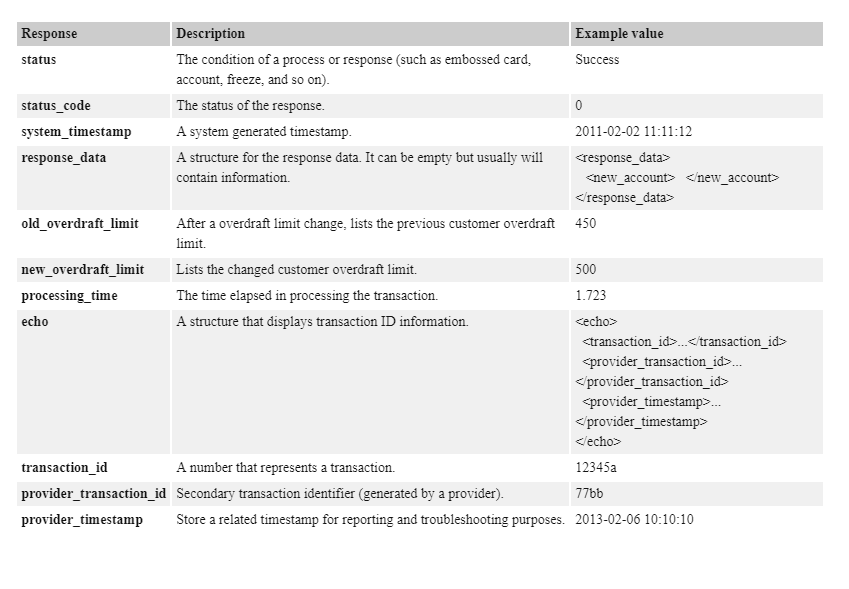 Response Description Example value
status The condition of a process or response (such as embossed card, Success
account, freeze, and so on).
status_code The status of the response. 0
system_timestamp A system generated timestamp. 2011-02-02 11:11:12
response_data A structure for the response data. It can be empty but usually will <response_data>
contain information. <new_account> </new_account>
</response_data>
old_overdraft_limit After a overdraft limit change, lists the previous customer overdraft 450
limit.
new_overdraft_limit Lists the changed customer overdraft limit. 500
processing_time The time elapsed in processing the transaction. 1.723
echo A structure that displays transaction ID information. <echo>
<transaction_id>...</transaction_id>
<provider_transaction_id>...
</provider_transaction_id>
<provider_timestamp>...
</provider_timestamp>
</echo>
transaction_id A number that represents a transaction. 12345a
provider_transaction_id Secondary transaction identifier (generated by a provider). 77bb
provider_timestamp Store a related timestamp for reporting and troubleshooting purposes. 2013-02-06 10:10:10